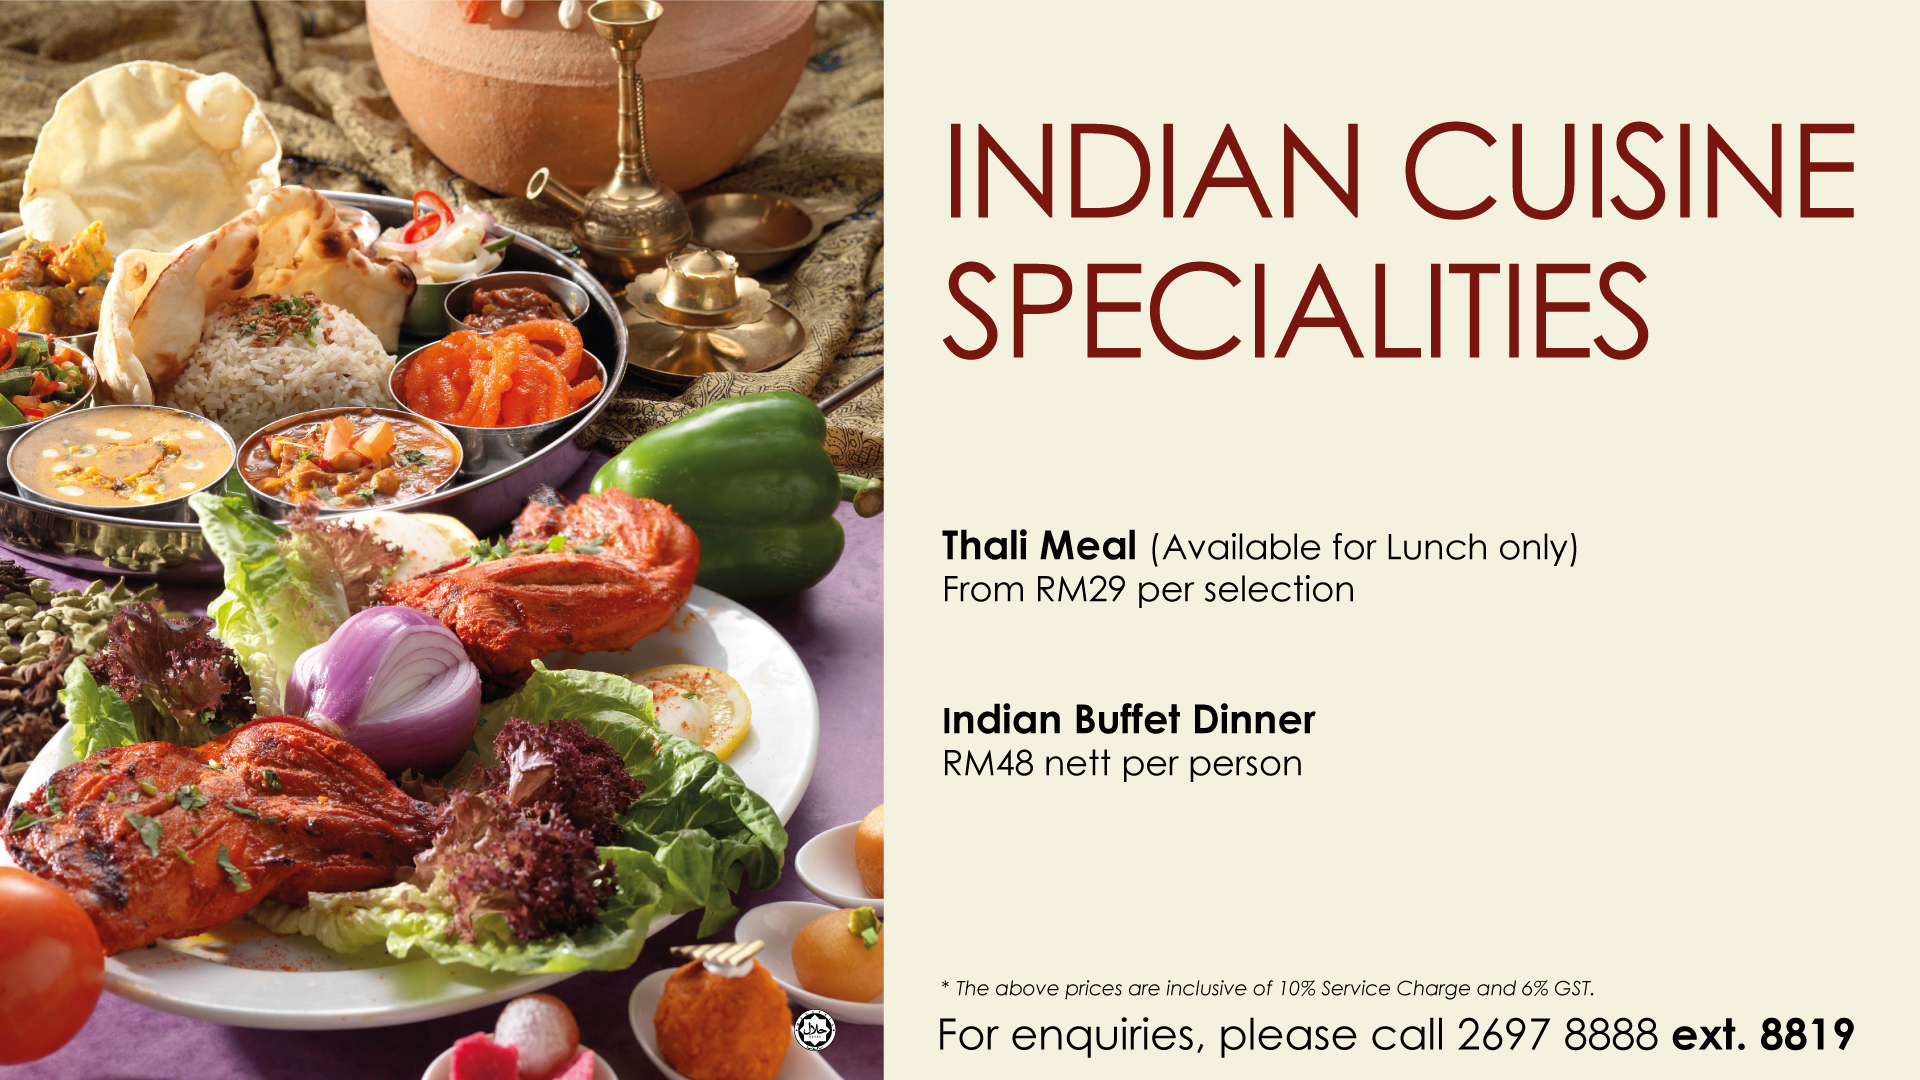 INDIAN CUISINE
SPECIALITIES
Thali Meal (Available for Lunch only)
From RM29 per selection
Indian Buffet Dinner
RM48 nett per person
* The above prices are inclusive of 10% Service Charge and 6% GST.
For enquiries, please call 2697 8888 ext. 8819
حلال